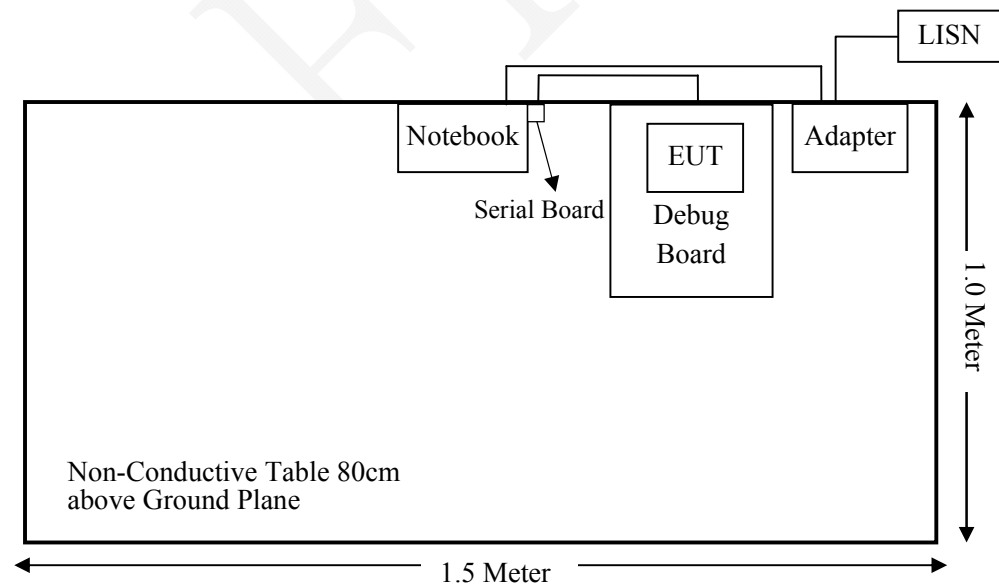 LISN
Notebook
EUT
Adapter
Serial Board
Debug
Board
1.0 Meter
Non-Conductive Table 80cm
above Ground Plane
1.5 Meter